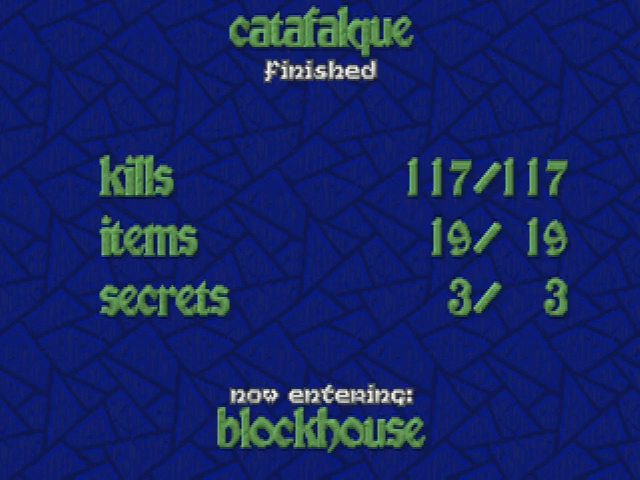 catafalque
finished
kills 117/117
items 19/ 19
secrets 3/ 3
now entering:
blockhouse